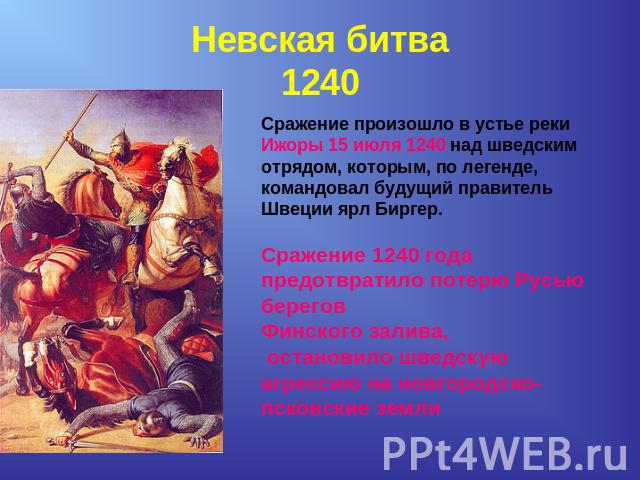 Невская битва
1240
Сражение произошло в устье реки
Ижоры 15 июля 1240 над шведским
отрядом, которым, по легенде,
командовал будущий правитель
Швеции ярл Биргер.
Сражение 1240 года
предотвратило потерю Русью
берегов
Финского залива,
остановило шведскую
агрессию на новгородско-
псковские земли
PPt4WEB.ru